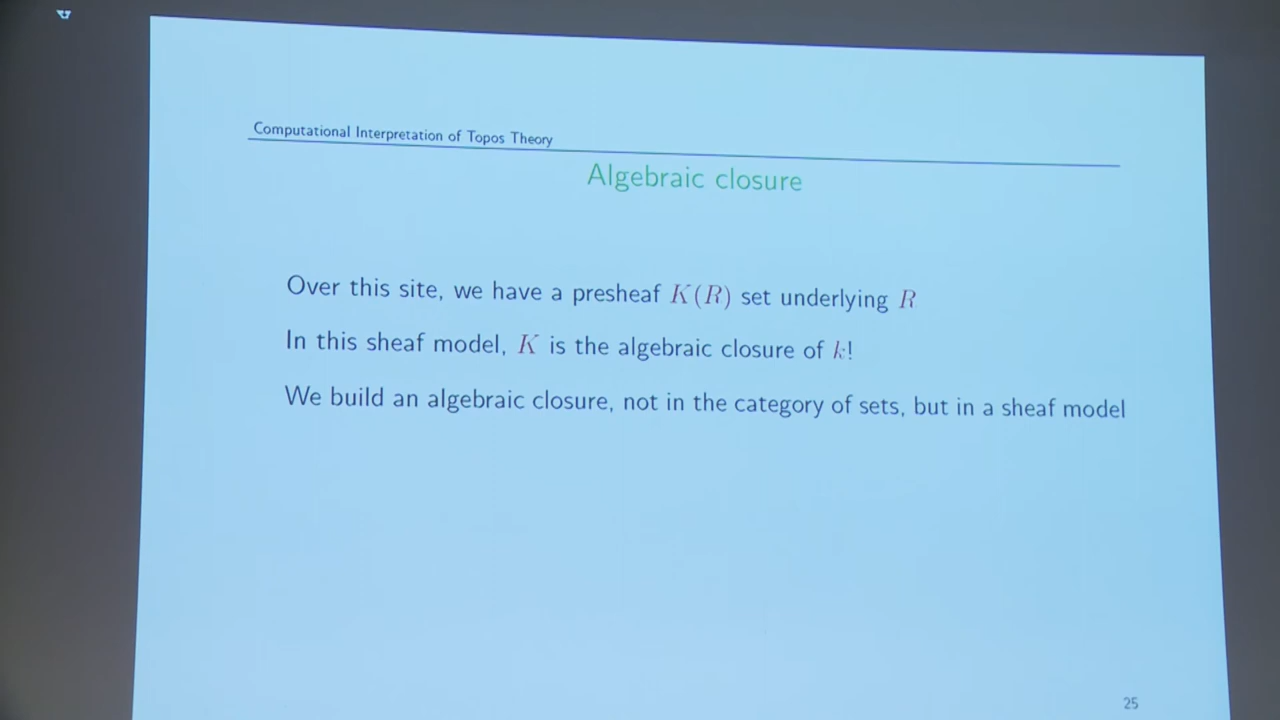 Computational Interpretation of Topos Theory
Algebraic closure
Over this site, we have a presheaf K(R) set underlying R
In this sheaf model, K is the algebraic closure of k!
We build an algebraic closure, not in the category of sets, but in a sheaf model
25